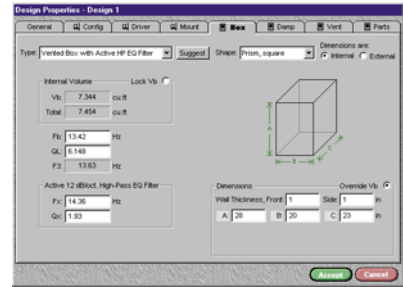 Design Properties - Design 1
General Config Driver Mount Box Damp Vent Parts
Type: Vented Box with Active HP EQ Filter Suggest Shape: Prism, square
Dimensions are:
Internal External
Internal Volume Lock Vb
Vb: 7.344 cu.ft
Total: 7.454 cu.ft
Fb: 13.42 Hz
QL: 6.148
F3: 13.63 Hz
Active 12 dB/oct. High-Pass EQ Filter
Fx: 14.36 Hz
Qx: 1.93
A
B
C
Dimensions Override Vb
Wall Thickness, Front: 1 Side: 1 in
A: 28 B: 20 C: 23 in
Accept Cancel